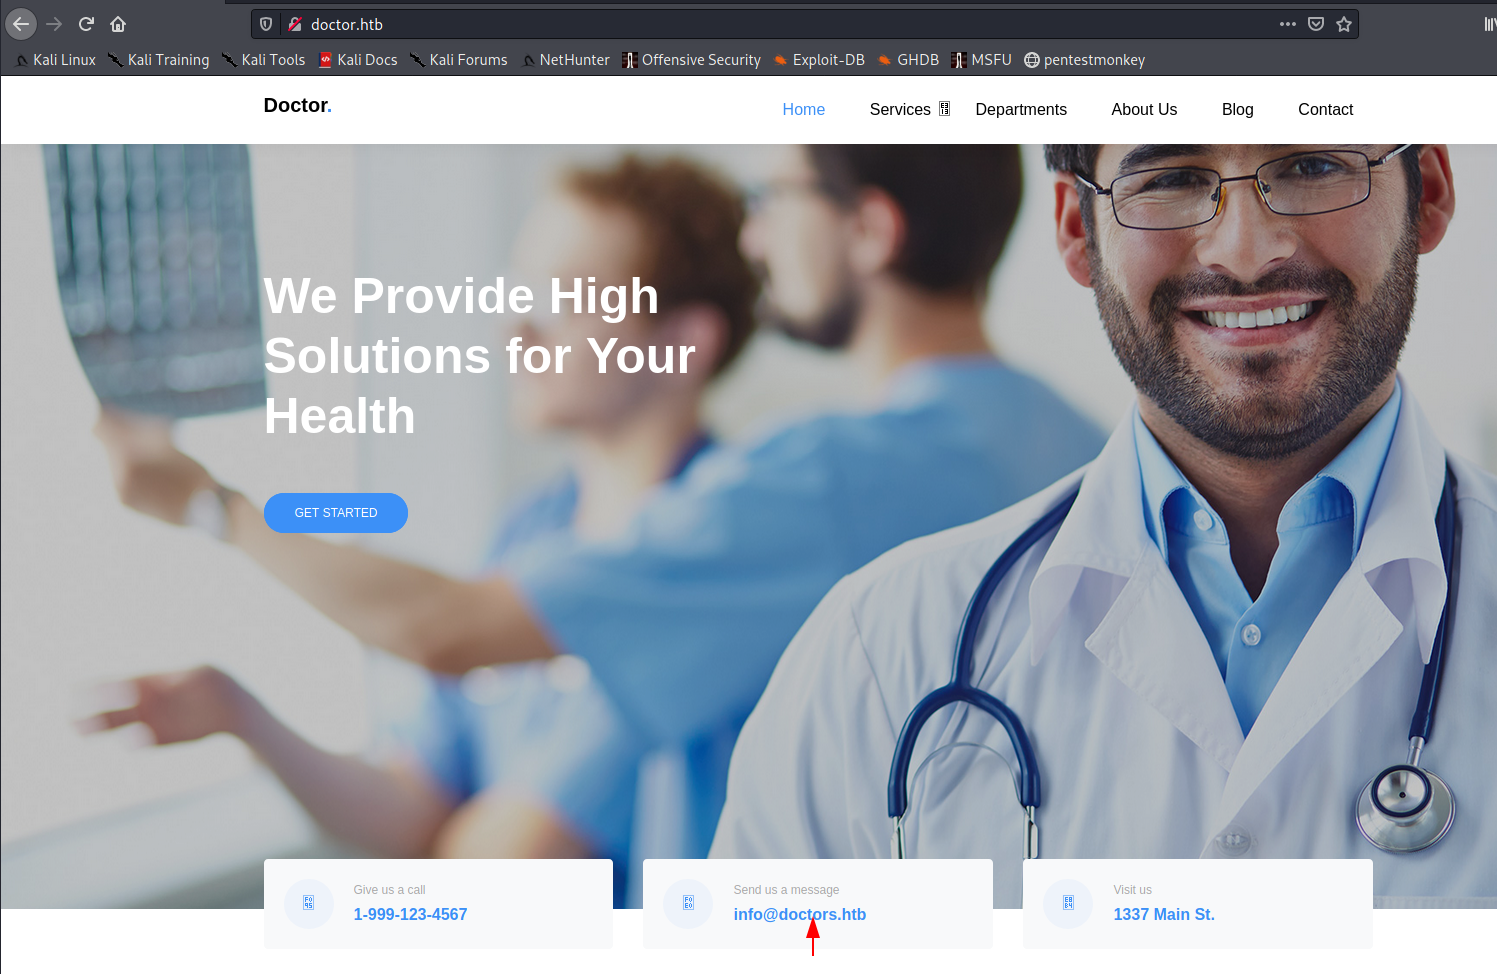 doctor.htb
Kali Linux Kali Training Kali Tools Kali Docs Kali Forums NetHunter Offensive Security Exploit-DB GHDB MSFU pentestmonkey
Doctor.
Home Services Departments About Us Blog Contact
We Provide High
Solutions for Your
Health
GET STARTED
Give us a call
1-999-123-4567
Send us a message
info@doctors.htb
Visit us
1337 Main St.